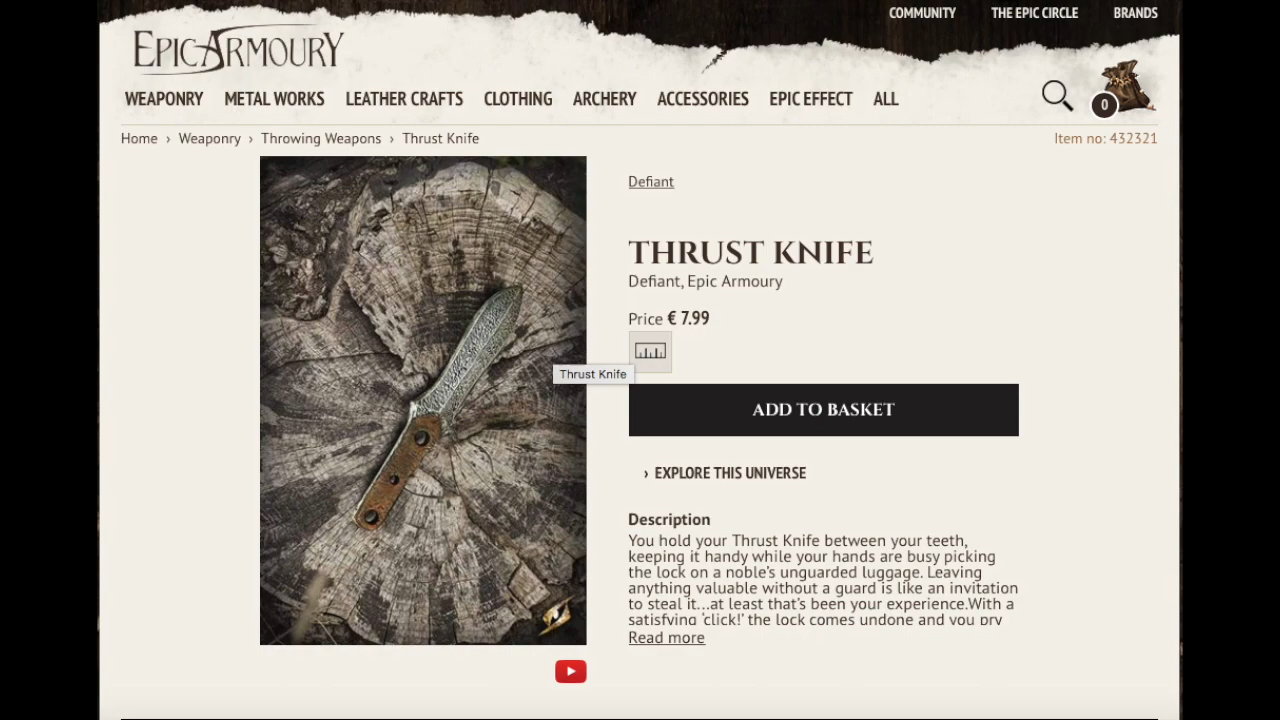 COMMUNITY THE EPIC CIRCLE BRANDS
EPIC ARMOURY
WEAPONRY METAL WORKS LEATHER CRAFTS CLOTHING ARCHERY ACCESSORIES EPIC EFFECT ALL
0
Home › Weaponry › Throwing Weapons › Thrust Knife
Item no: 432321
Defiant
THRUST KNIFE
Defiant, Epic Armoury
Price € 7.99
Thrust Knife
ADD TO BASKET
› EXPLORE THIS UNIVERSE
Description
You hold your Thrust Knife between your teeth,
keeping it handy while your hands are busy picking
the lock on a noble's unguarded luggage. Leaving
anything valuable without a guard is like an invitation
to steal it...at least that's been your experience.With a
satisfying 'click!' the lock comes undone and you pry
Read more